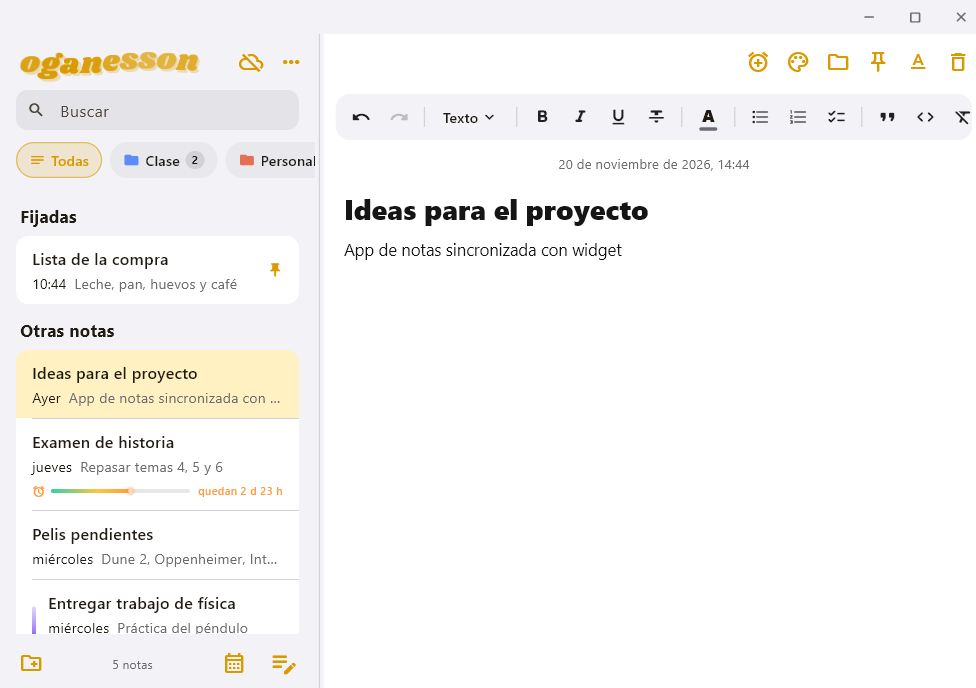 oganesson
Buscar
Todas
Clase 2
Personal
Fijadas
Lista de la compra
10:44 Leche, pan, huevos y café
Otras notas
Ideas para el proyecto
Ayer App de notas sincronizada con ...
Examen de historia
jueves Repasar temas 4, 5 y 6
quedan 2 d 23 h
Pelis pendientes
miércoles Dune 2, Oppenheimer, Int...
Entregar trabajo de física
miércoles Práctica del péndulo
5 notas
Texto B I U T A
20 de noviembre de 2026, 14:44
Ideas para el proyecto
App de notas sincronizada con widget